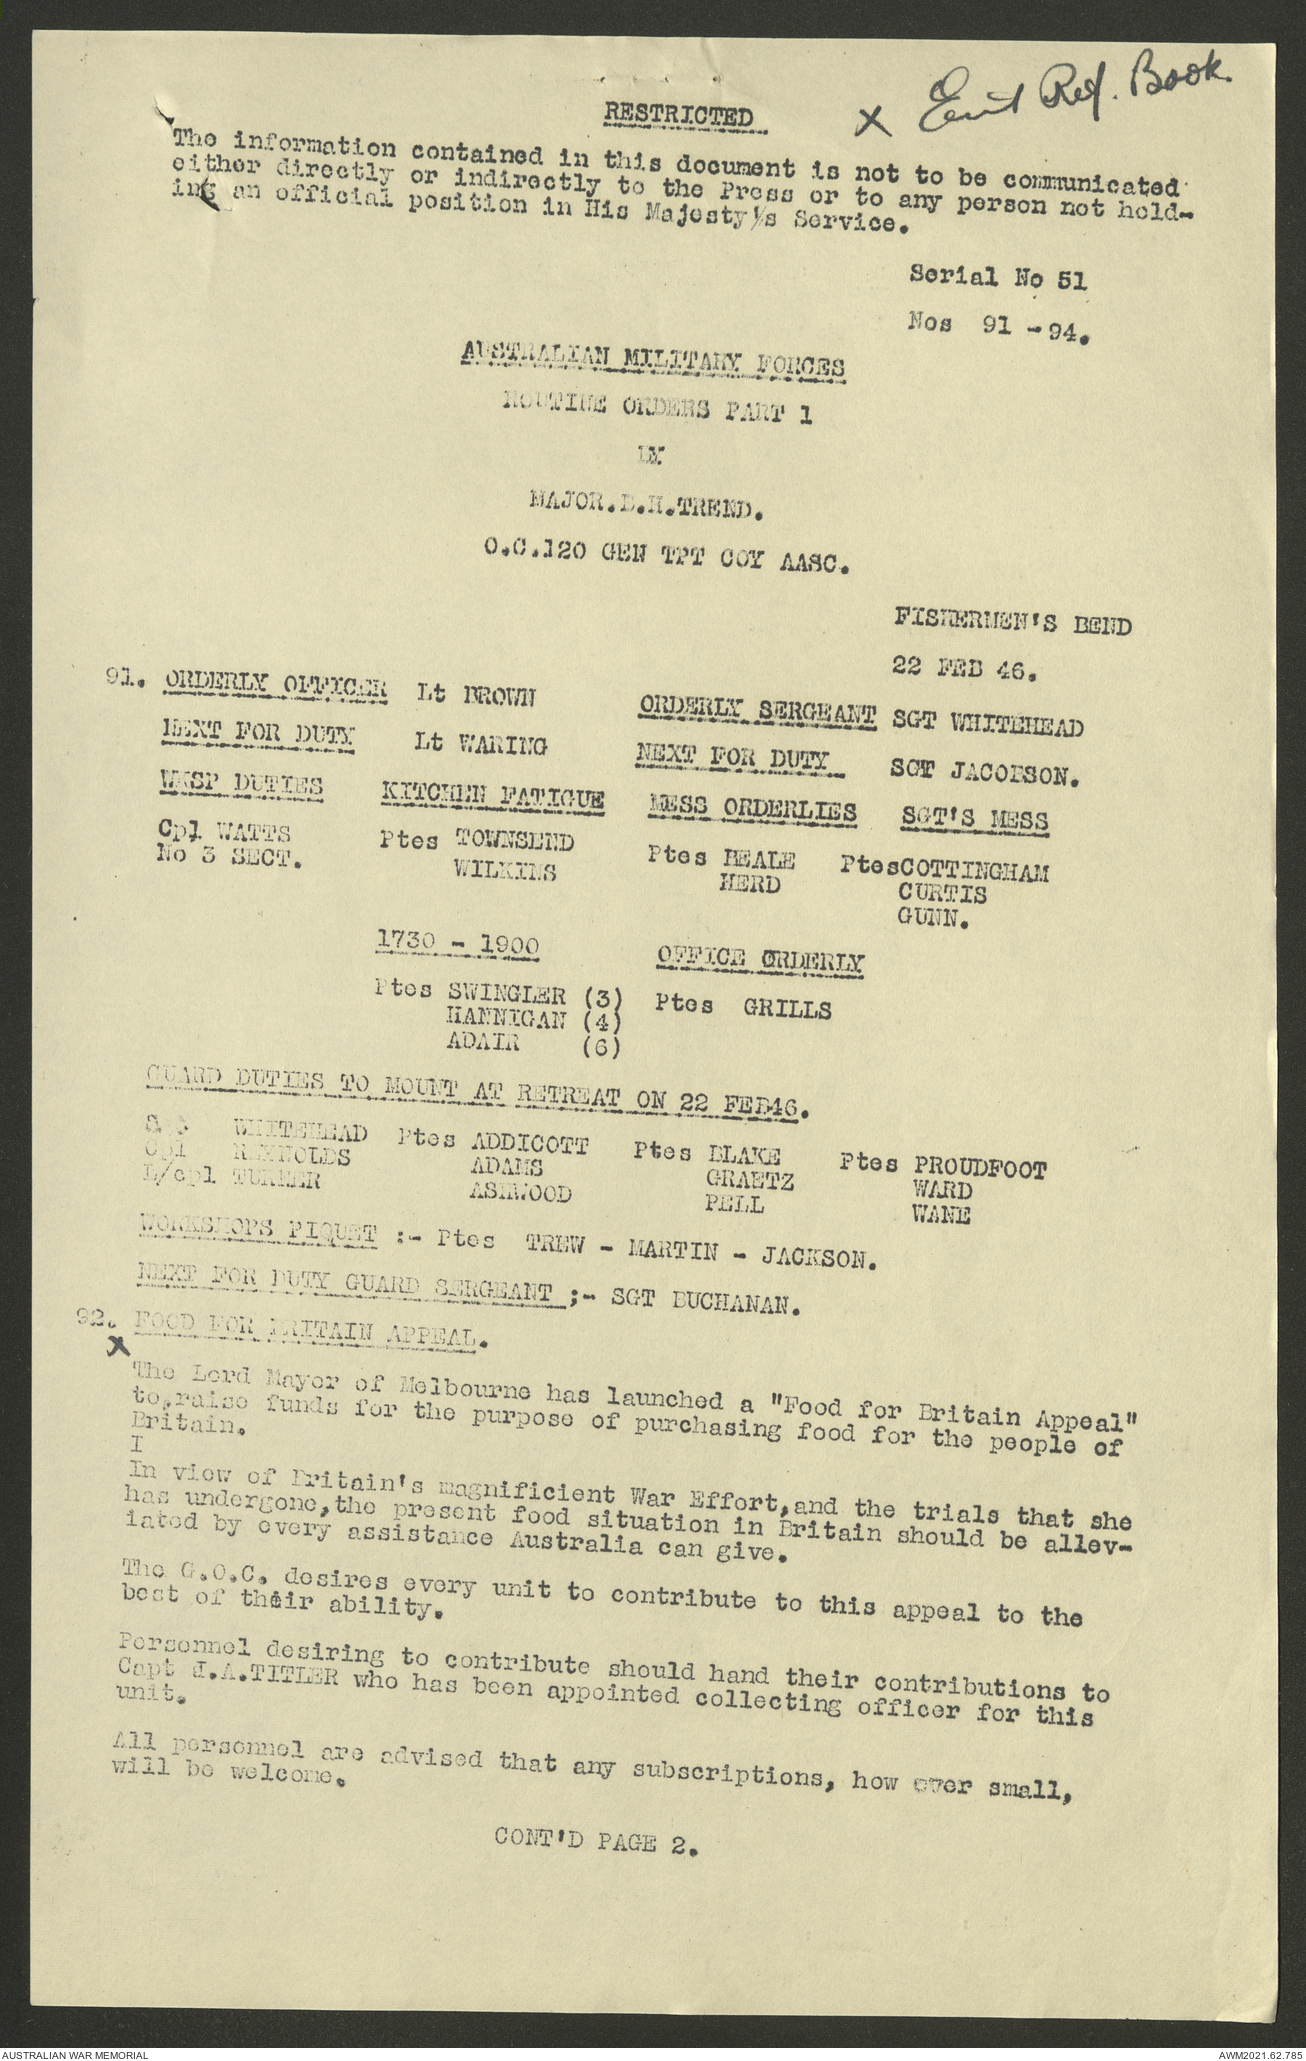 RESTRICTED
x Ref. Book
The information contained in this document is not to be communicated
either directly or indirectly to the Press or to any person not hold-
ing an official position in His Majesty's Service.
Serial No 51
Nos 91 - 94.
AUSTRALIAN MILITARY FORCES
ROUTINE ORDERS PART 1
BY
MAJOR.D.H.TREND.
O.C.120 GEN TPT COY AASC.
FISHERMEN'S BEND
22 FEB 46.
91. ORDERLY OFFICER Lt BROWN ORDERLY SERGEANT SGT WHITEHEAD
NEXT FOR DUTY Lt WARING NEXT FOR DUTY SGT JACOBSON.
WKSP DUTIES KITCHEN FATIGUE MESS ORDERLIES SGT'S MESS
Cpl WATTS Ptes TOWNSEND Ptes BEALE PtesCOTTINGHAM
No 3 SECT. WILKINS HERD CURTIS
GUNN.
1730 - 1900 OFFICE ORDERLY
Ptes SWINGLER (3) Ptes GRILLS
HANNIGAN (4)
ADAIR (6)
GUARD DUTIES TO MOUNT AT RETREAT ON 22 FEB46.
Sgt WHITEHEAD Ptes ADDICOTT Ptes BLAKE Ptes PROUDFOOT
Cpl REYNOLDS ADAMS GRAETZ WARD
L/cpl TURNER ASHWOOD PELL WANE
WORKSHOPS PIQUET :- Ptes TREW - MARTIN - JACKSON.
NEXT FOR DUTY GUARD SERGEANT ;- SGT BUCHANAN.
92. FOOD FOR BRITAIN APPEAL.
x
The Lord Mayor of Melbourne has launched a "Food for Britain Appeal"
to,raise funds for the purpose of purchasing food for the people of
Britain.
I
In view of Britain's magnificient War Effort,and the trials that she
has undergone,the present food situation in Britain should be allev-
iated by every assistance Australia can give.
The G.O.C. desires every unit to contribute to this appeal to the
best of their ability.
Personnel desiring to contribute should hand their contributions to
Capt J.A.TITLER who has been appointed collecting officer for this
unit.
All personnel are advised that any subscriptions, how ever small,
will be welcome.
CONT'D PAGE 2.
AUSTRALIAN WAR MEMORIAL
AWM2021.62.785